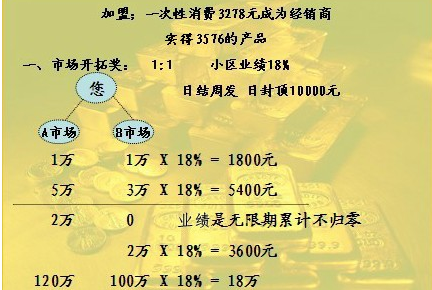 加盟；一次性消费3278元成为经销商
实得3576的产品
一、市场开拓奖： 1:1 小区业绩18%
您
日结周发 日封顶10000元
A市场 B市场
1万 1万 X 18% = 1800元
5万 3万 X 18% = 5400元
2万 0 业绩是无限期累计不归零
2万 X 18% = 3600元
120万 100万 X 18% = 18万